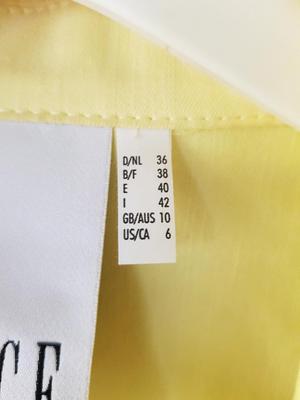 D/NL 36
B/F 38
E 40
I 42
GB/AUS 10
US/CA 6
CE